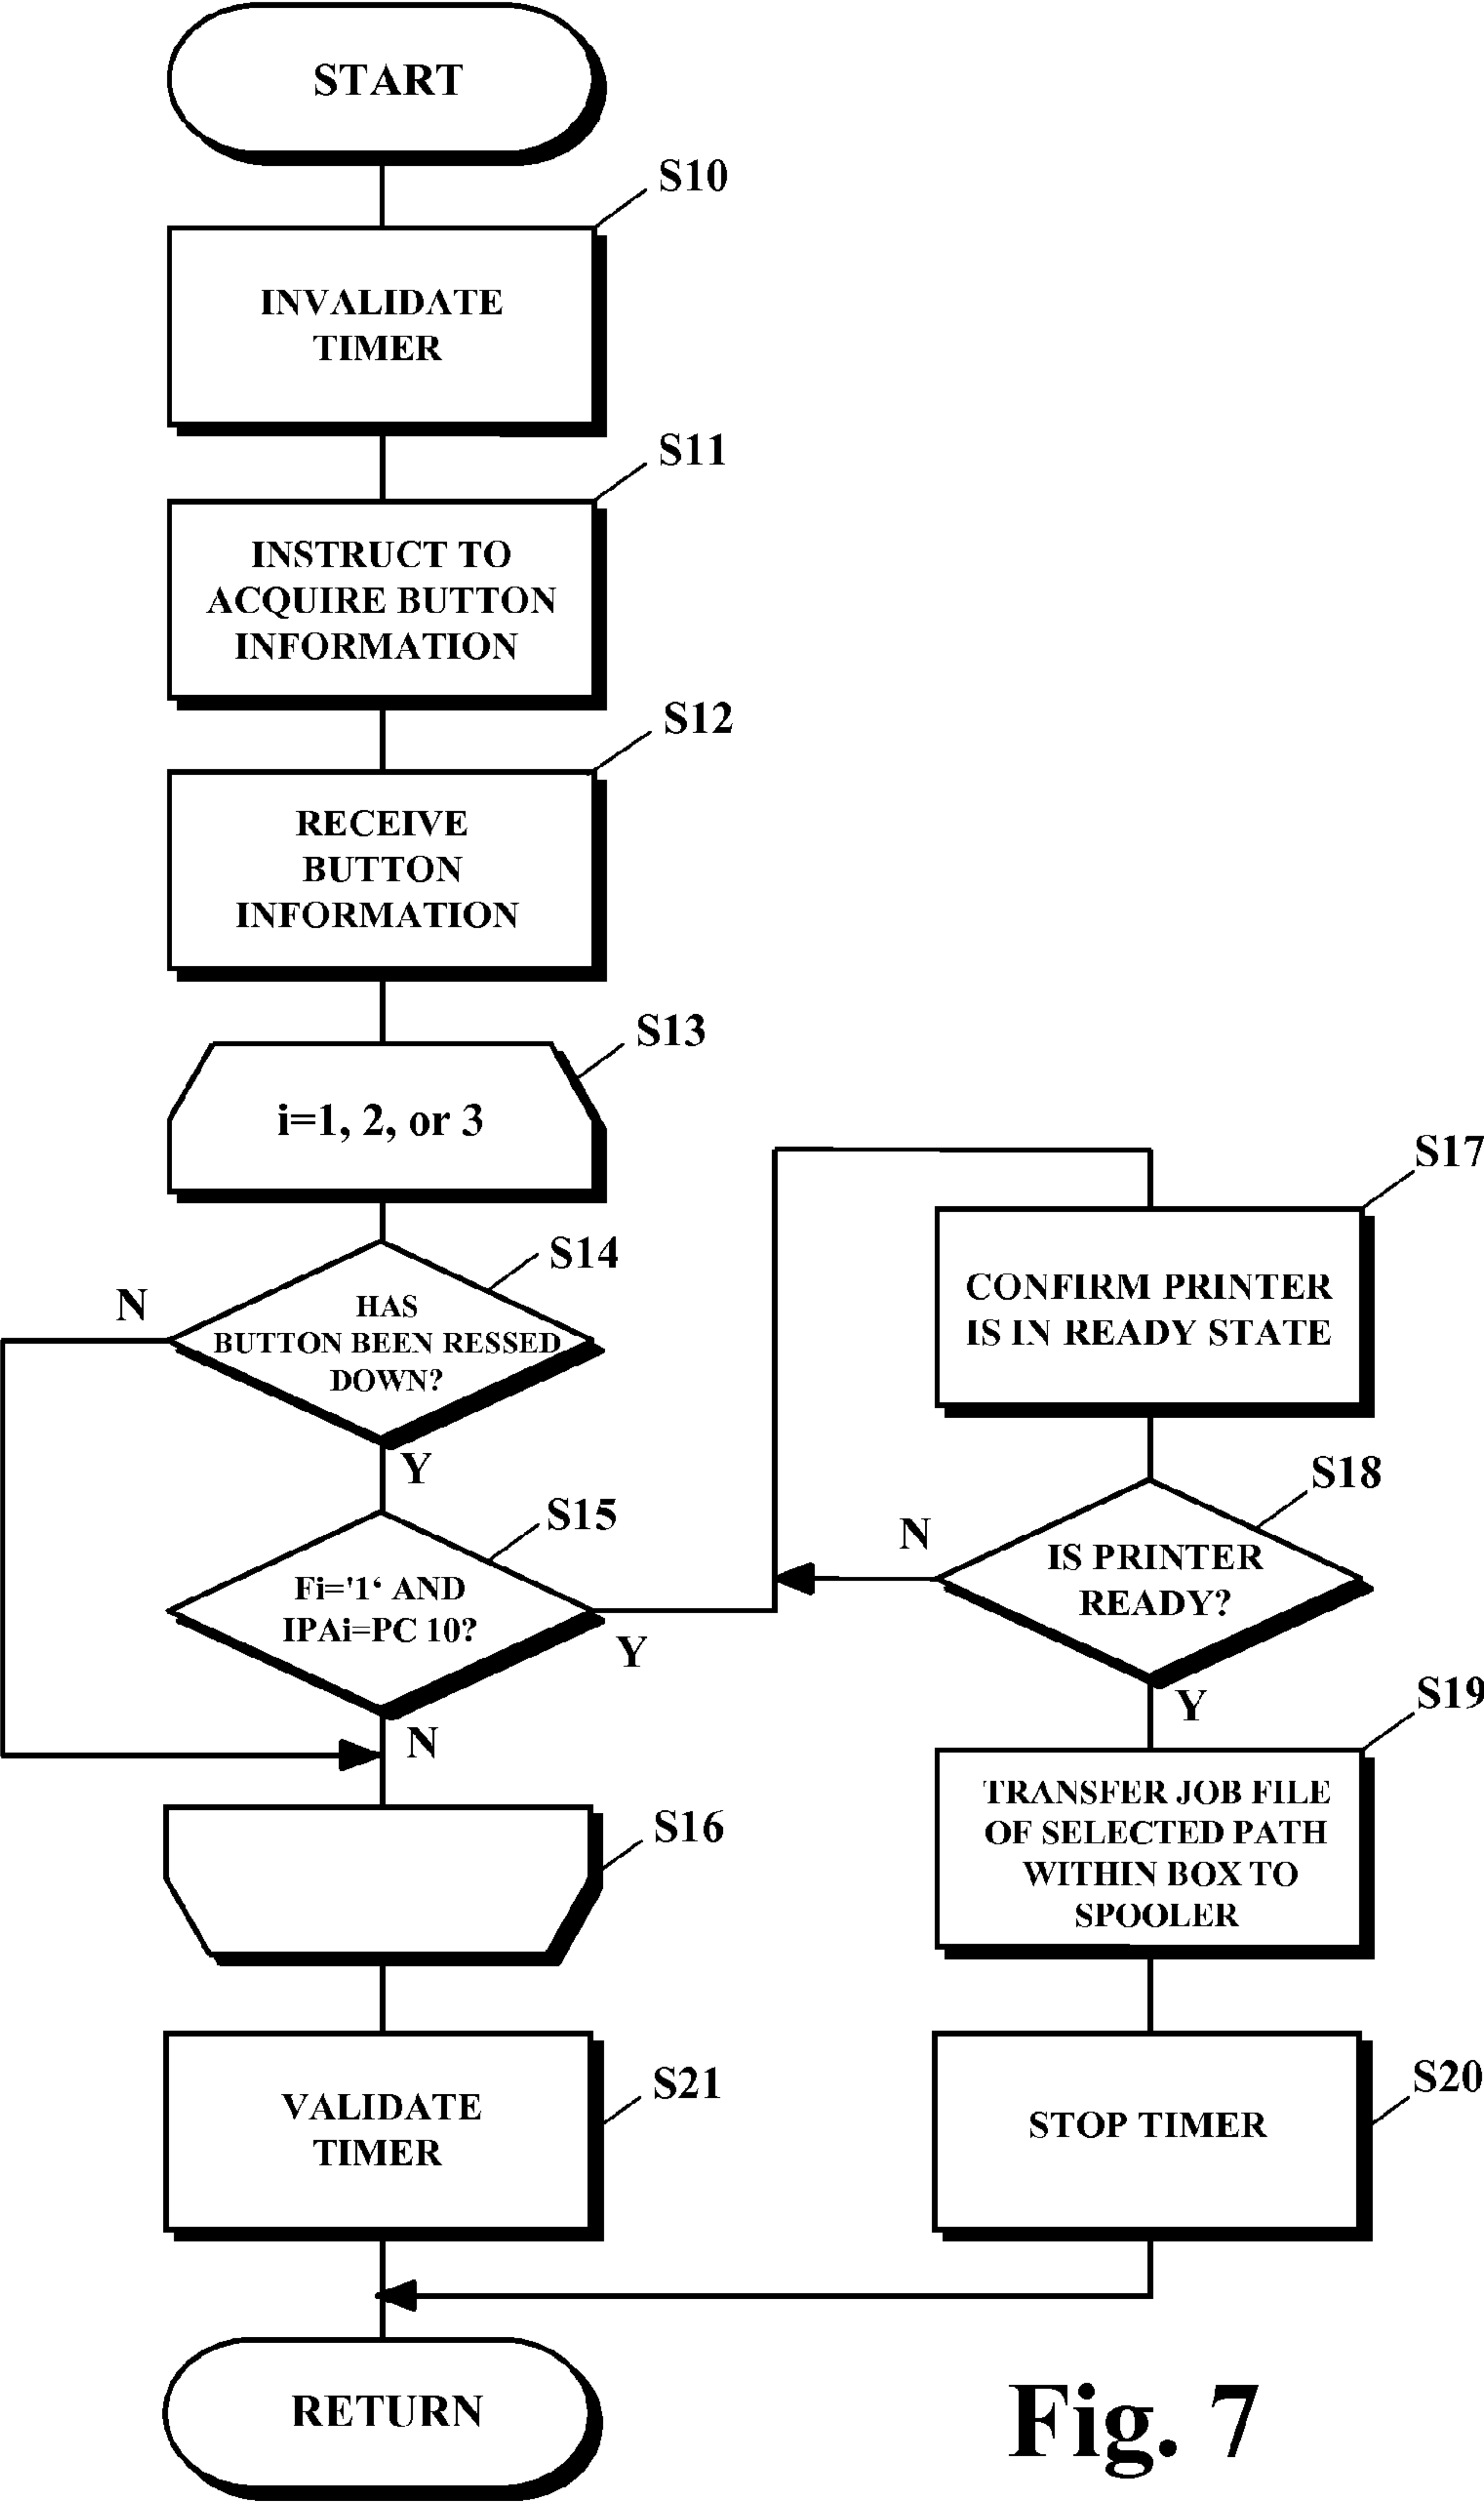 START
S10
INVALIDATE
TIMER
S11
INSTRUCT TO
ACQUIRE BUTTON
INFORMATION
S12
RECEIVE
BUTTON
INFORMATION
S13
i=1, 2, or 3
S14
N
HAS
BUTTON BEEN RESSED
DOWN?
Y
S15
Fi='1‘ AND
IPAi=PC 10?
Y
N
S16
S21
VALIDATE
TIMER
S17
CONFIRM PRINTER
IS IN READY STATE
S18
N
IS PRINTER
READY?
Y
S19
TRANSFER JOB FILE
OF SELECTED PATH
WITHIN BOX TO
SPOOLER
S20
STOP TIMER
RETURN
Fig. 7